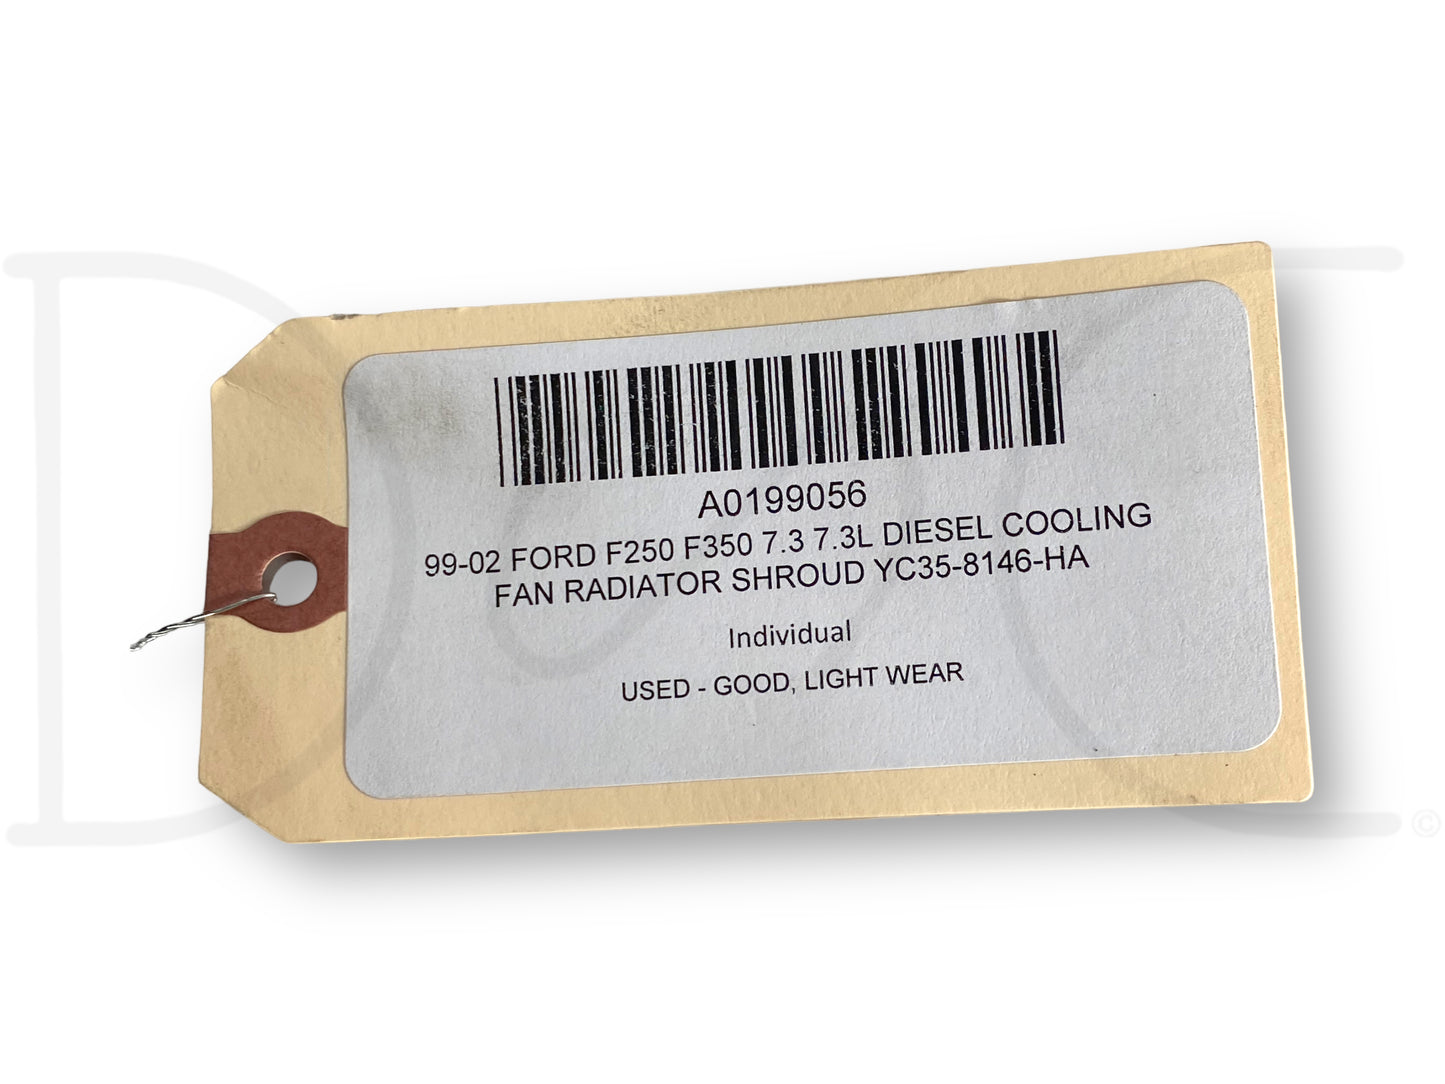 A0199056
99-02 FORD F250 F350 7.3 7.3L DIESEL COOLING
FAN RADIATOR SHROUD YC35-8146-HA
Individual
USED - GOOD, LIGHT WEAR
©